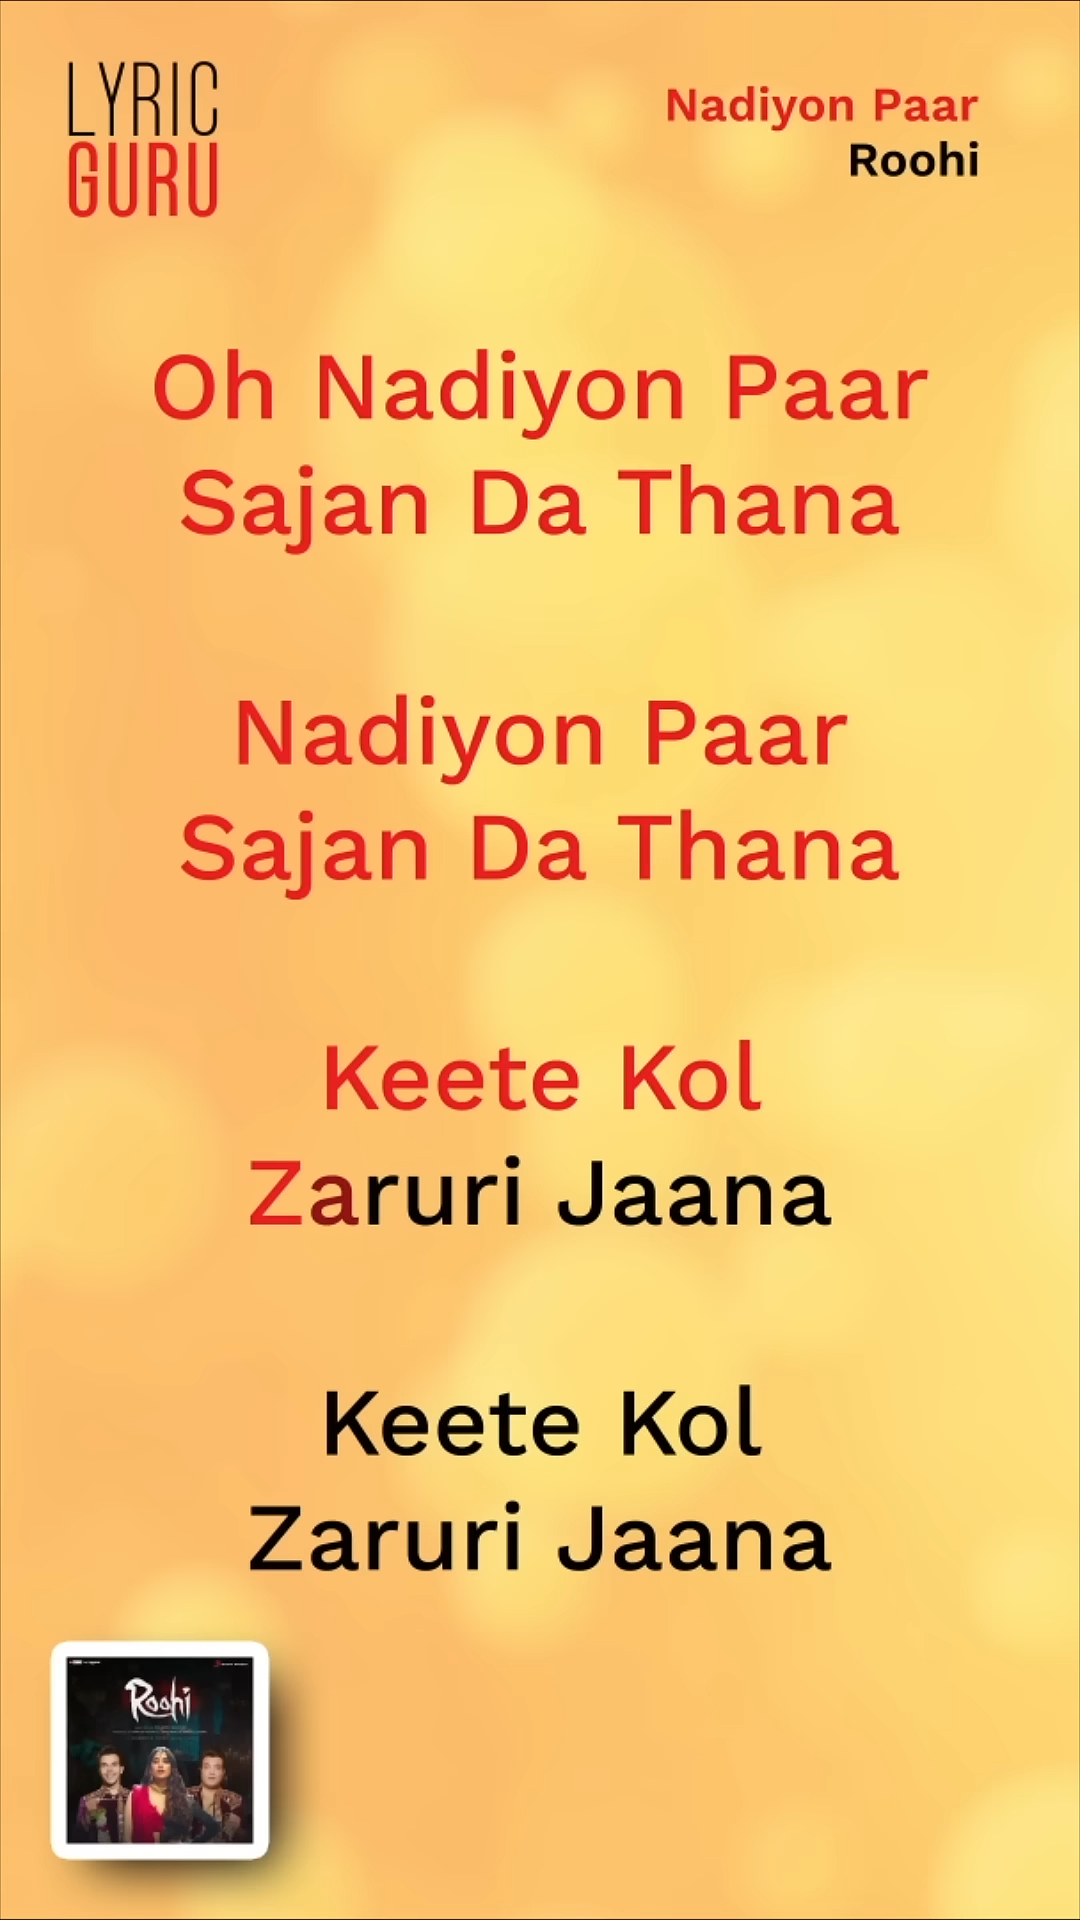 LYRIC
GURU
Nadiyon Paar
Roohi
Oh Nadiyon Paar
Sajan Da Thana
Nadiyon Paar
Sajan Da Thana
Keete Kol
Zaruri Jaana
Keete Kol
Zaruri Jaana
Roohi